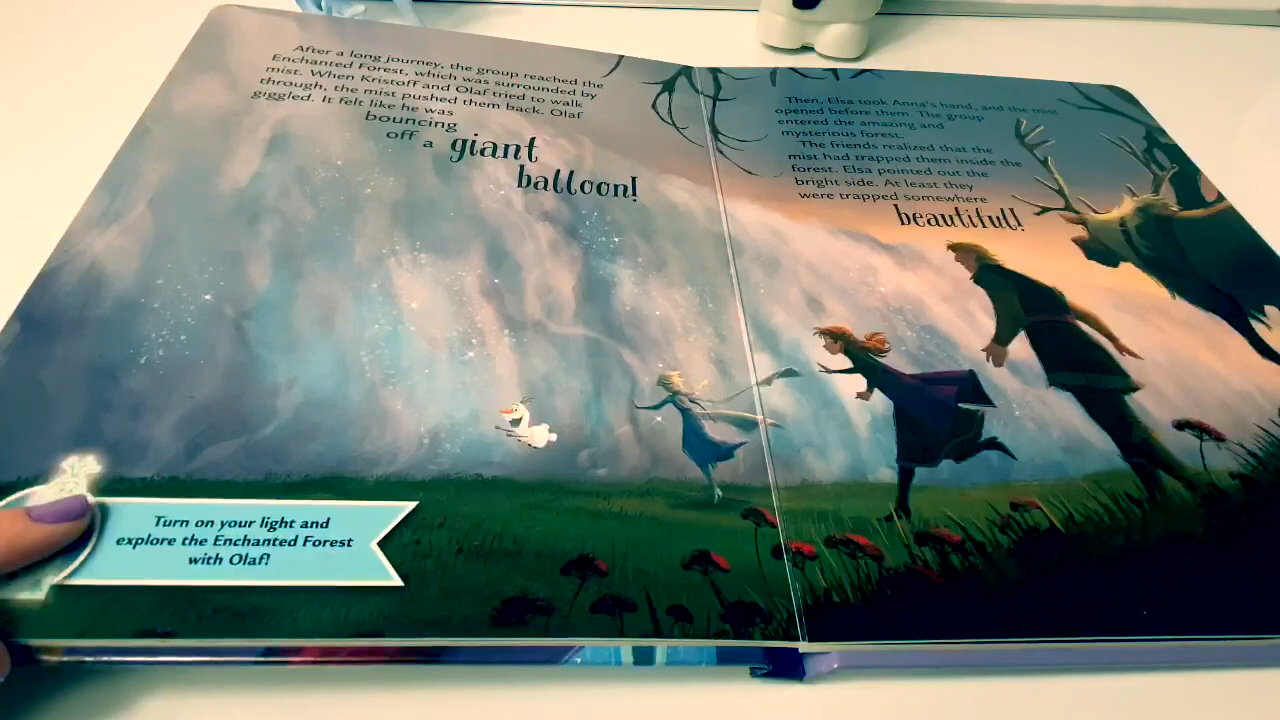 After a long journey, the group reached the
Enchanted Forest, which was surrounded by
mist. When Kristoff and Olaf tried to walk
through, the mist pushed them back. Olaf
giggled. It felt like he was
bouncing
off a giant
balloon!
Then, Elsa took Anna's hand, and the mist
opened before them. The group
entered the amazing and
mysterious forest.
The friends realized that the
mist had trapped them inside the
forest. Elsa pointed out the
bright side. At least they
were trapped somewhere
beautiful!
Turn on your light and
explore the Enchanted Forest
with Olaf!